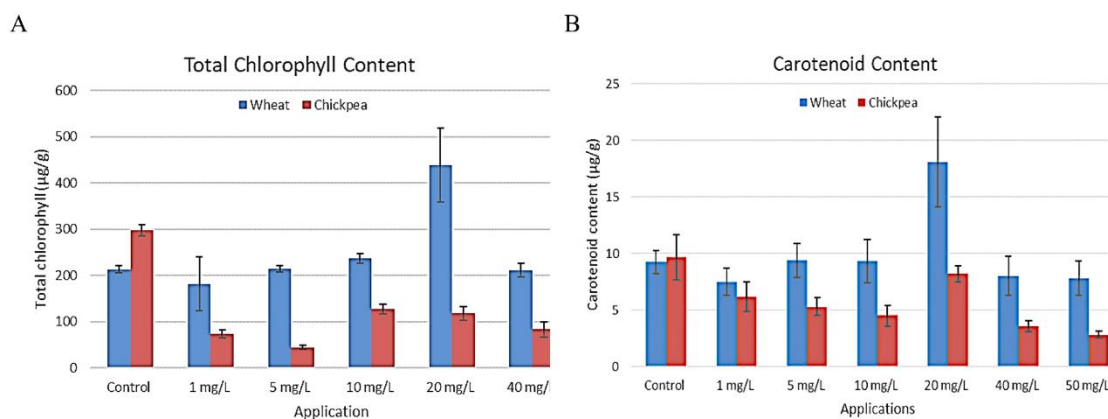 A
Total Chlorophyll Content
Wheat Chickpea
Total chlorophyll (µg/g)
600
500
400
300
200
100
0
Control 1 mg/L 5 mg/L 10 mg/L 20 mg/L 40 mg/L
Application
B
Carotenoid Content
Wheat Chickpea
Carotenoid content (µg/g)
25
20
15
10
5
0
Control 1 mg/L 5 mg/L 10 mg/L 20 mg/L 40 mg/L 50 mg/L
Applications